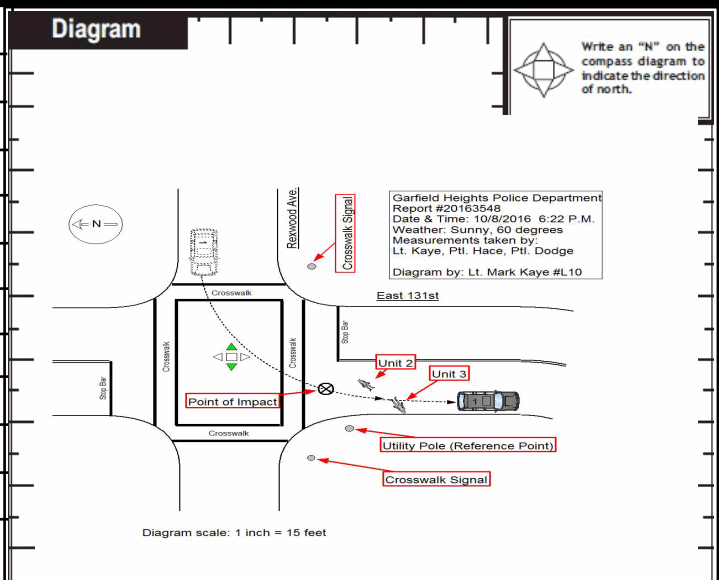 Diagram
Write an “N” on the
compass diagram to
indicate the direction
of north.
N
1
Rexwood Ave.
Crosswalk Signal
Garfield Heights Police Department
Report #20163548
Date & Time: 10/8/2016 6:22 P.M.
Weather: Sunny, 60 degrees
Measurements taken by:
Lt. Kaye, Ptl. Hace, Ptl. Dodge
Diagram by: Lt. Mark Kaye #L10
East 131st
Crosswalk
Crosswalk
Crosswalk
Stop Bar
Stop Bar
Unit 2
Unit 3
Point of Impact
1
Crosswalk
Utility Pole (Reference Point)
Crosswalk Signal
Diagram scale: 1 inch = 15 feet